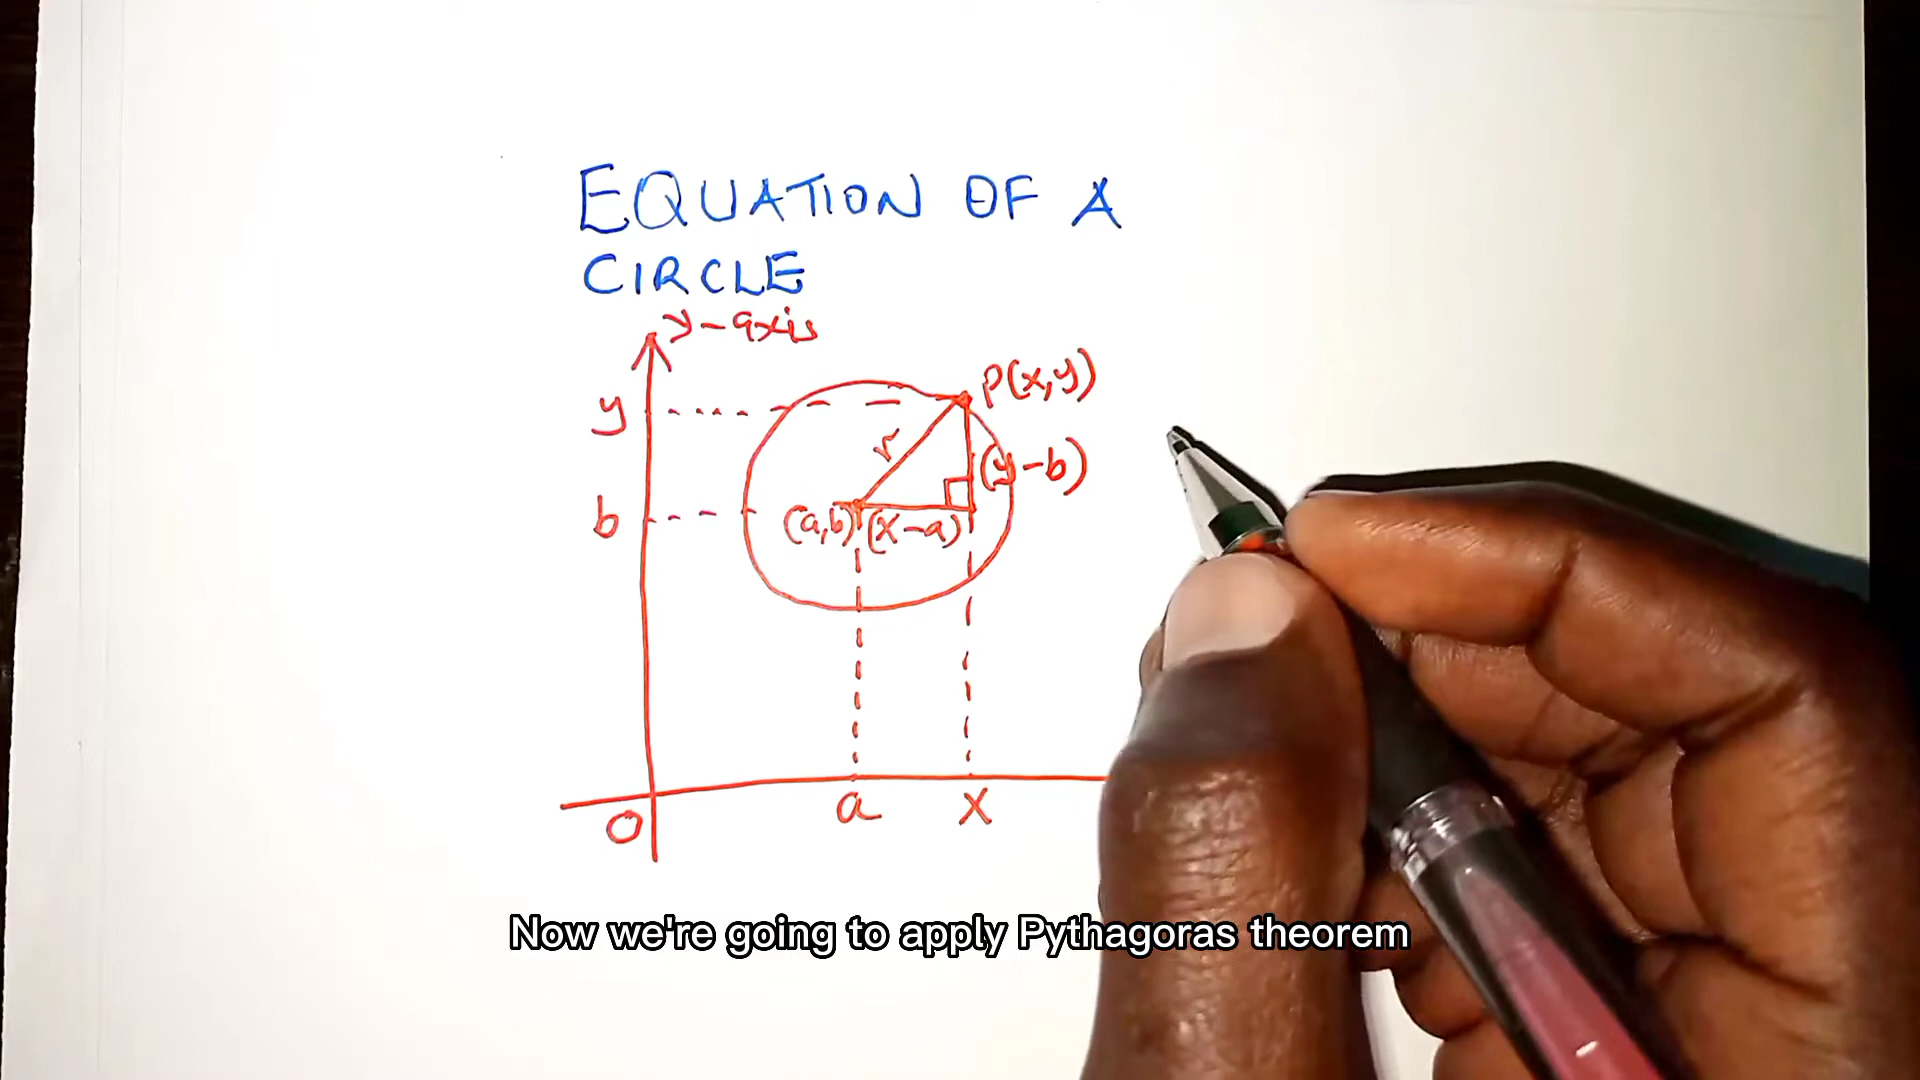 EQUATION OF A
CIRCLE
y-axis
P(x,y)
y
r
(y-b)
b
(a,b)
(x-a)
a
x
O
Now we're going to apply Pythagoras theorem